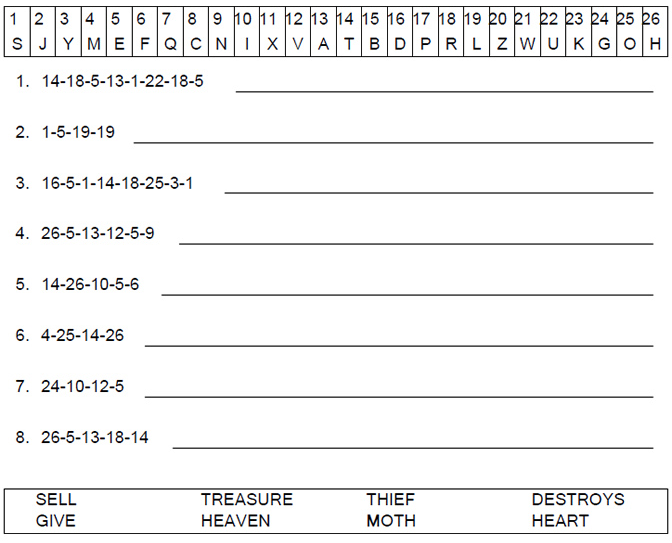 1 2 3 4 5 6 7 8 9 10 11 12 13 14 15 16 17 18 19 20 21 22 23 24 25 26
S J Y M E F Q C N I X V A T B D P R L Z W U K G O H
1. 14-18-5-13-1-22-18-5
2. 1-5-19-19
3. 16-5-1-14-18-25-3-1
4. 26-5-13-12-5-9
5. 14-26-10-5-6
6. 4-25-14-26
7. 24-10-12-5
8. 26-5-13-18-14
SELL TREASURE THIEF DESTROYS
GIVE HEAVEN MOTH HEART